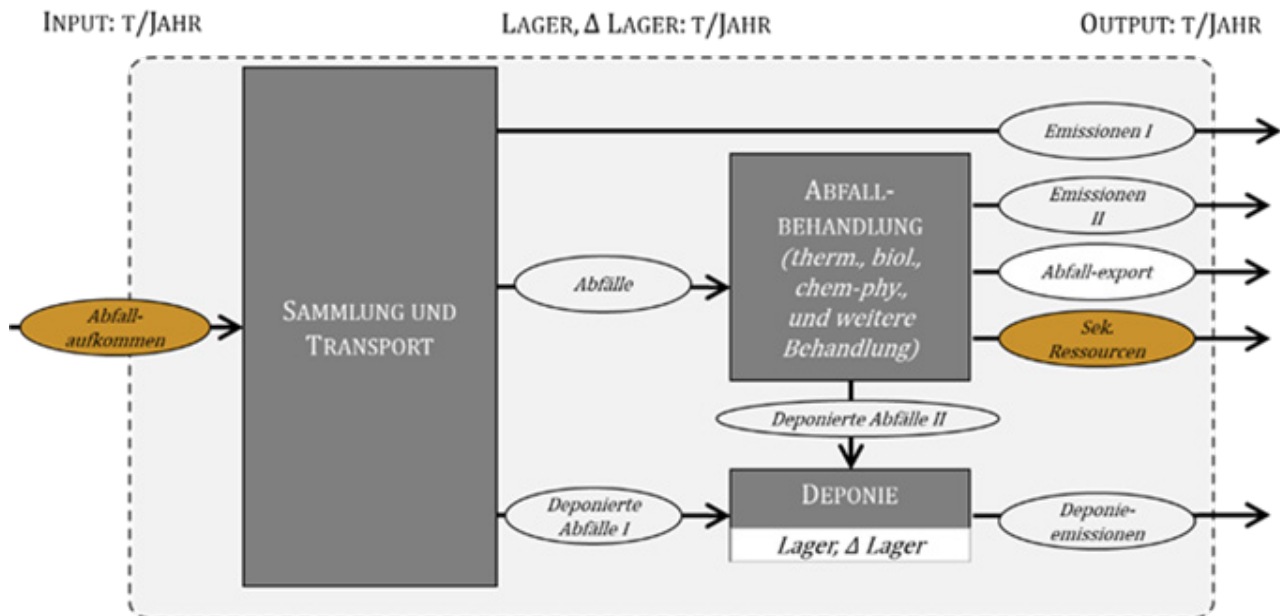 INPUT: T/JAHR
LAGER, Δ LAGER: T/JAHR
OUTPUT: T/JAHR
Emissionen I
ABFALL-
BEHANDLUNG
(therm., biol.,
chem-phy.,
und weitere
Behandlung)
Emissionen
II
Abfälle
Abfall-export
Abfall-
aufkommen
SAMMLUNG UND
TRANSPORT
Sek.
Ressourcen
Deponierte Abfälle II
Deponierte
Abfälle I
DEPONIE
Lager, Δ Lager
Deponie-
emissionen